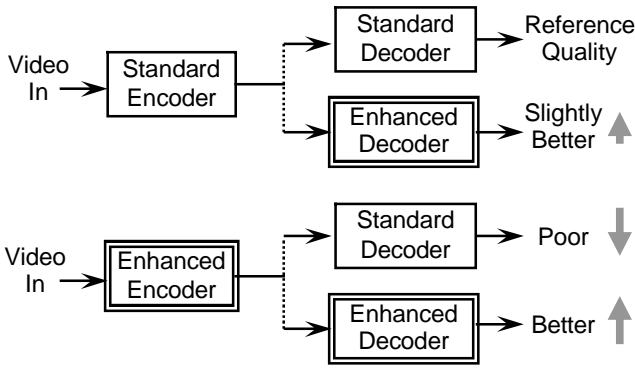 Video
In
Standard
Encoder
Standard
Decoder
Reference
Quality
Enhanced
Decoder
Slightly
Better
Video
In
Enhanced
Encoder
Standard
Decoder
Poor
Enhanced
Decoder
Better